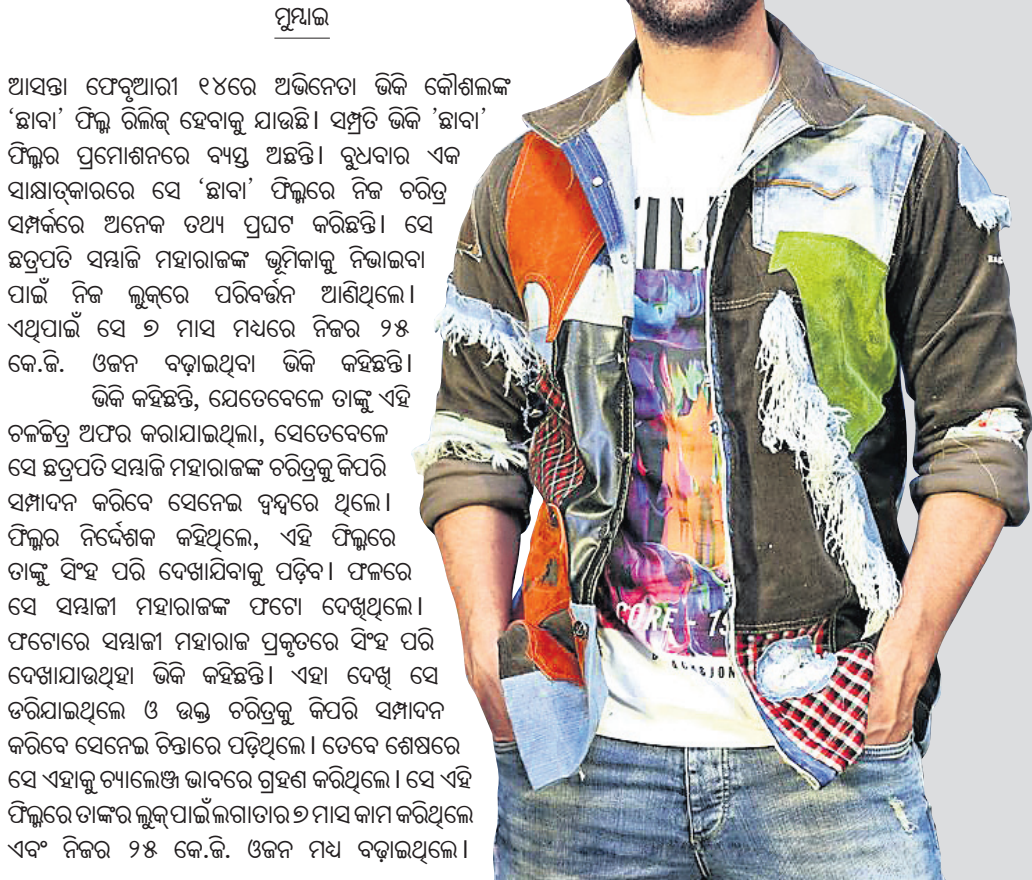 ମୁମ୍ବାଇ
ଆସନ୍ତା ଫେବୃଆରୀ ୧୪ରେ ଅଭିନେତା ଭିକି କୌଶଲଙ୍କ
‘ଛାବା’ ଫିଲ୍ମ ରିଲିଜ୍ ହେବାକୁ ଯାଉଛି। ସମ୍ପ୍ରତି ଭିକି ’ଛାବା’
ଫିଲ୍ମର ପ୍ରମୋଶନରେ ବ୍ୟସ୍ତ ଅଛନ୍ତି। ବୁଧବାର ଏକ
ସାକ୍ଷାତ୍‌କାରରେ ସେ ‘ଛାବା’ ଫିଲ୍ମରେ ନିଜ ଚରିତ୍ର
ସମ୍ପର୍କରେ ଅନେକ ତଥ୍ୟ ପ୍ରଘଟ କରିଛନ୍ତି। ସେ
ଛତ୍ରପତି ସମ୍ଭାଜି ମହାରାଜଙ୍କ ଭୂମିକାକୁ ନିଭାଇବା
ପାଇଁ ନିଜ ଲୁକ୍‌ରେ ପରିବର୍ତ୍ତନ ଆଣିଥିଲେ।
ଏଥିପାଇଁ ସେ ୭ ମାସ ମଧ୍ୟରେ ନିଜର ୨୫
କେ.ଜି. ଓଜନ ବଢ଼ାଇଥିବା ଭିକି କହିଛନ୍ତି।
ଭିକି କହିଛନ୍ତି, ଯେତେବେଳେ ତାଙ୍କୁ ଏହି
ଚଳଚ୍ଚିତ୍ର ଅଫର କରାଯାଇଥିଲା, ସେତେବେଳେ
ସେ ଛତ୍ରପତି ସମ୍ଭାଜି ମହାରାଜଙ୍କ ଚରିତ୍ରକୁ କିପରି
ସମ୍ପାଦନ କରିବେ ସେନେଇ ଦ୍ୱନ୍ଦ୍ୱରେ ଥିଲେ।
ଫିଲ୍ମର ନିର୍ଦ୍ଦେଶକ କହିଥିଲେ, ଏହି ଫିଲ୍ମରେ
ତାଙ୍କୁ ସିଂହ ପରି ଦେଖାଯିବାକୁ ପଡ଼ିବ। ଫଳରେ
ସେ ସମ୍ଭାଜୀ ମହାରାଜଙ୍କ ଫଟୋ ଦେଖିଥିଲେ।
ଫଟୋରେ ସମ୍ଭାଜୀ ମହାରାଜ ପ୍ରକୃତରେ ସିଂହ ପରି
ଦେଖାଯାଉଥିହା ଭିକି କହିଛନ୍ତି। ଏହା ଦେଖି ସେ
ଡରିଯାଇଥିଲେ ଓ ଉକ୍ତ ଚରିତ୍ରକୁ କିପରି ସମ୍ପାଦନ
କରିବେ ସେନେଇ ଚିନ୍ତାରେ ପଡ଼ିଥିଲେ। ତେବେ ଶେଷରେ
ସେ ଏହାକୁ ଚ୍ୟାଲେଞ୍ଜ ଭାବରେ ଗ୍ରହଣ କରିଥିଲେ। ସେ ଏହି
ଫିଲ୍ମରେ ତାଙ୍କର ଲୁକ୍ ପାଇଁ ଲଗାତାର ୭ ମାସ କାମ କରିଥିଲେ
ଏବଂ ନିଜର ୨୫ କେ.ଜି. ଓଜନ ମଧ୍ୟ ବଢ଼ାଇଥିଲେ।
CORE - 19